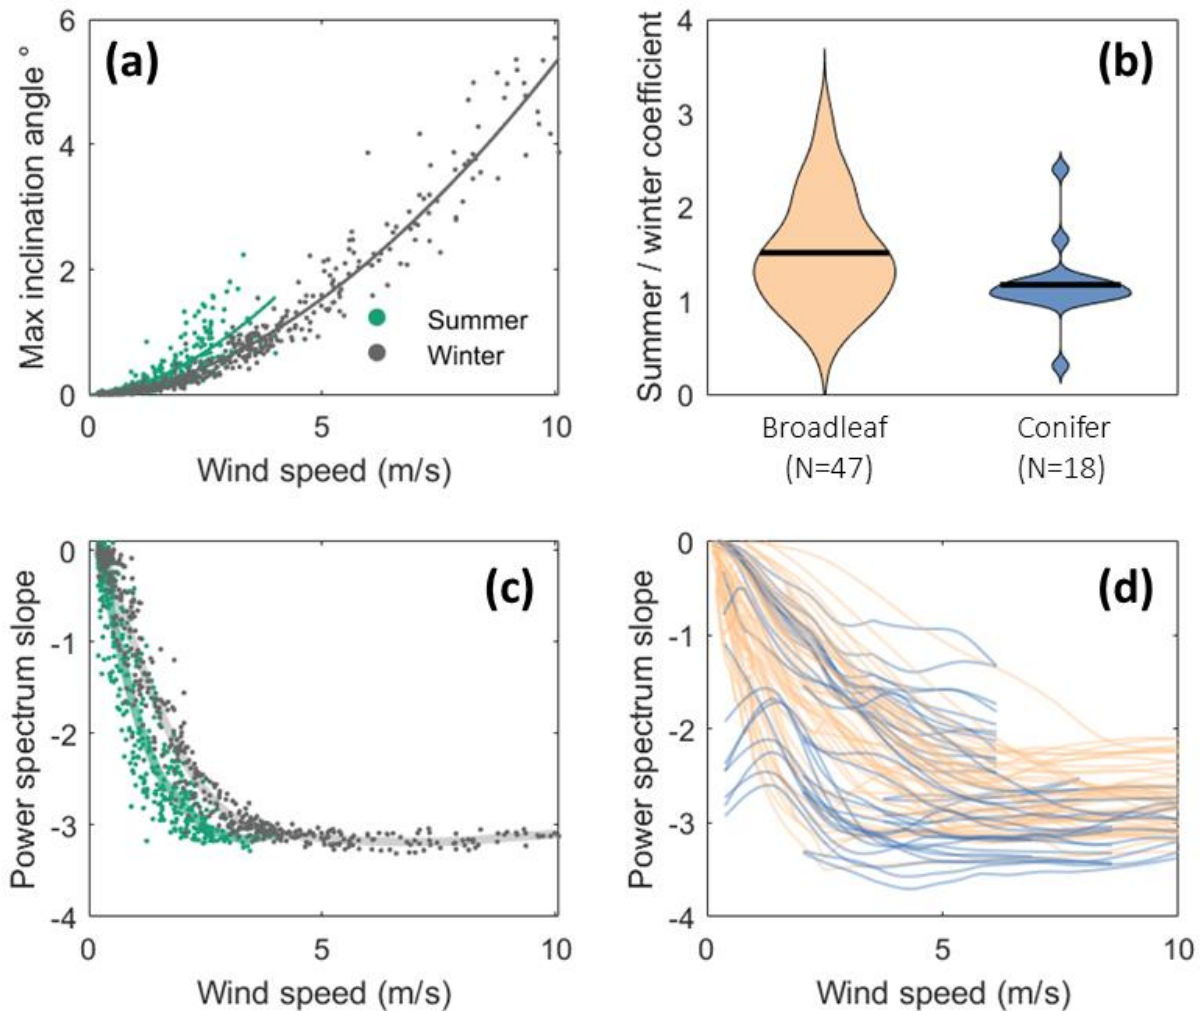 (a)
Max inclination angle °
6
4
2
0
0 5 10
Wind speed (m/s)
Summer
Winter
(b)
Summer / winter coefficient
4
3
2
1
0
Broadleaf
(N=47)
Conifer
(N=18)
(c)
Power spectrum slope
0
-1
-2
-3
-4
0 5 10
Wind speed (m/s)
(d)
Power spectrum slope
0
-1
-2
-3
-4
0 5 10
Wind speed (m/s)